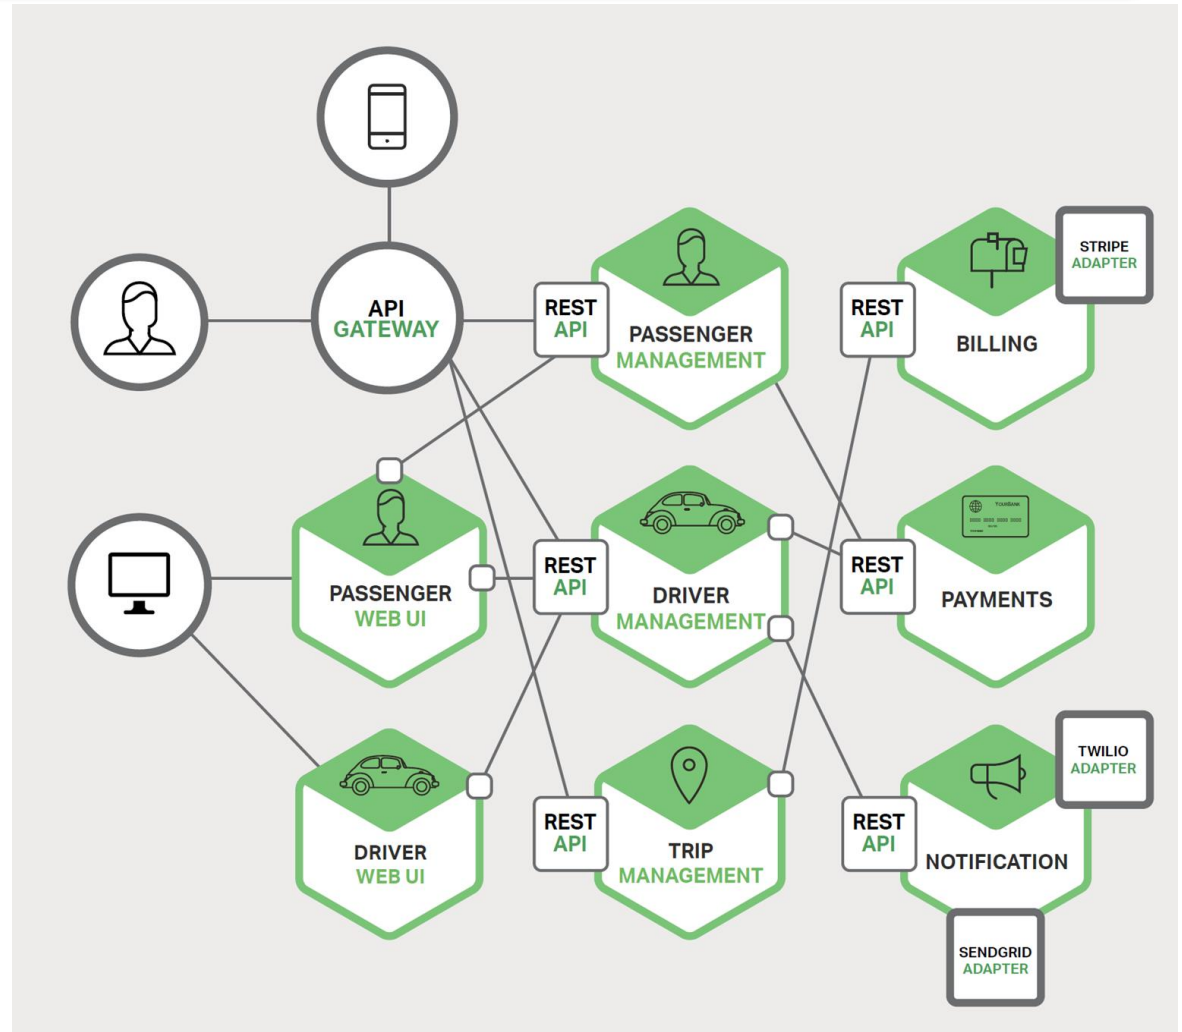 API
GATEWAY
REST
API
PASSENGER
MANAGEMENT
REST
API
BILLING
STRIPE
ADAPTER
PASSENGER
WEB UI
REST
API
DRIVER
MANAGEMENT
REST
API
YOURBANK
PAYMENTS
DRIVER
WEB UI
REST
API
TRIP
MANAGEMENT
REST
API
NOTIFICATION
TWILIO
ADAPTER
SENDGRID
ADAPTER